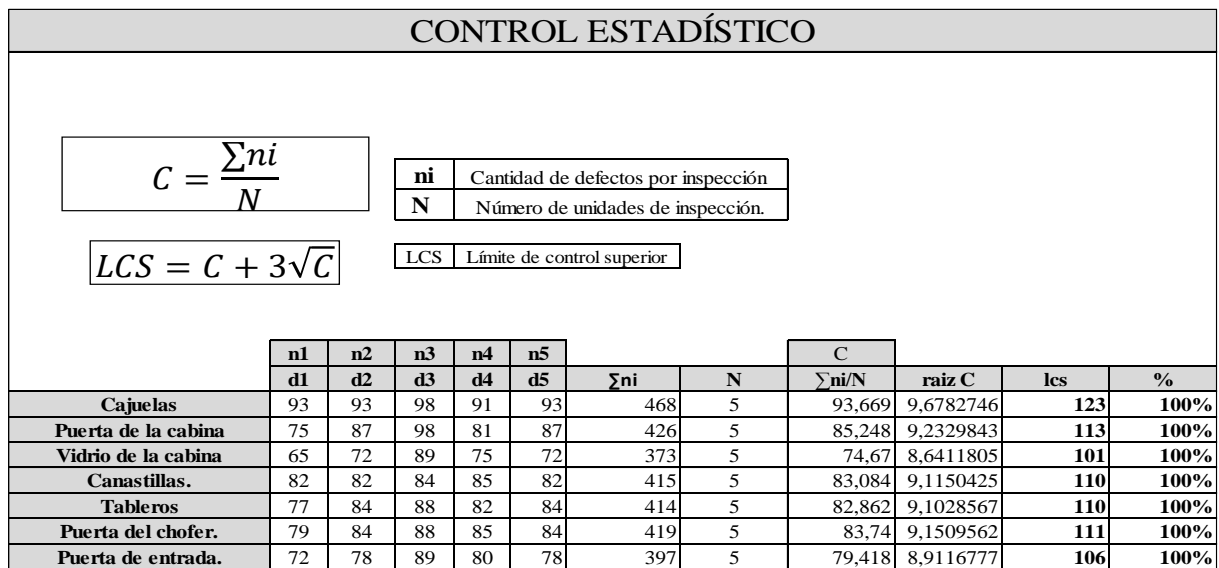 CONTROL ESTADÍSTICO
C = ∑ni / N
ni Cantidad de defectos por inspección
N Número de unidades de inspección.
LCS = C + 3√C
LCS Límite de control superior
n1 n2 n3 n4 n5 C
d1 d2 d3 d4 d5 ∑ni N ∑ni/N raiz C lcs %
Cajuelas 93 93 98 91 93 468 5 93,669 9,6782746 123 100%
Puerta de la cabina 75 87 98 81 87 426 5 85,248 9,2329843 113 100%
Vidrio de la cabina 65 72 89 75 72 373 5 74,67 8,6411805 101 100%
Canastillas. 82 82 84 85 82 415 5 83,084 9,1150425 110 100%
Tableros 77 84 88 82 84 414 5 82,862 9,1028567 110 100%
Puerta del chofer. 79 84 88 85 84 419 5 83,74 9,1509562 111 100%
Puerta de entrada. 72 78 89 80 78 397 5 79,418 8,9116777 106 100%